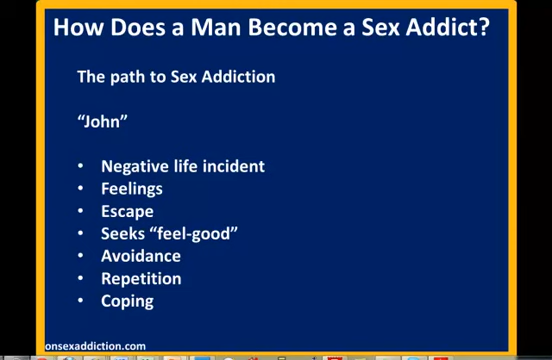 How Does a Man Become a Sex Addict?
The path to Sex Addiction
“John”
• Negative life incident
• Feelings
• Escape
• Seeks “feel-good”
• Avoidance
• Repetition
• Coping
onsexaddiction.com